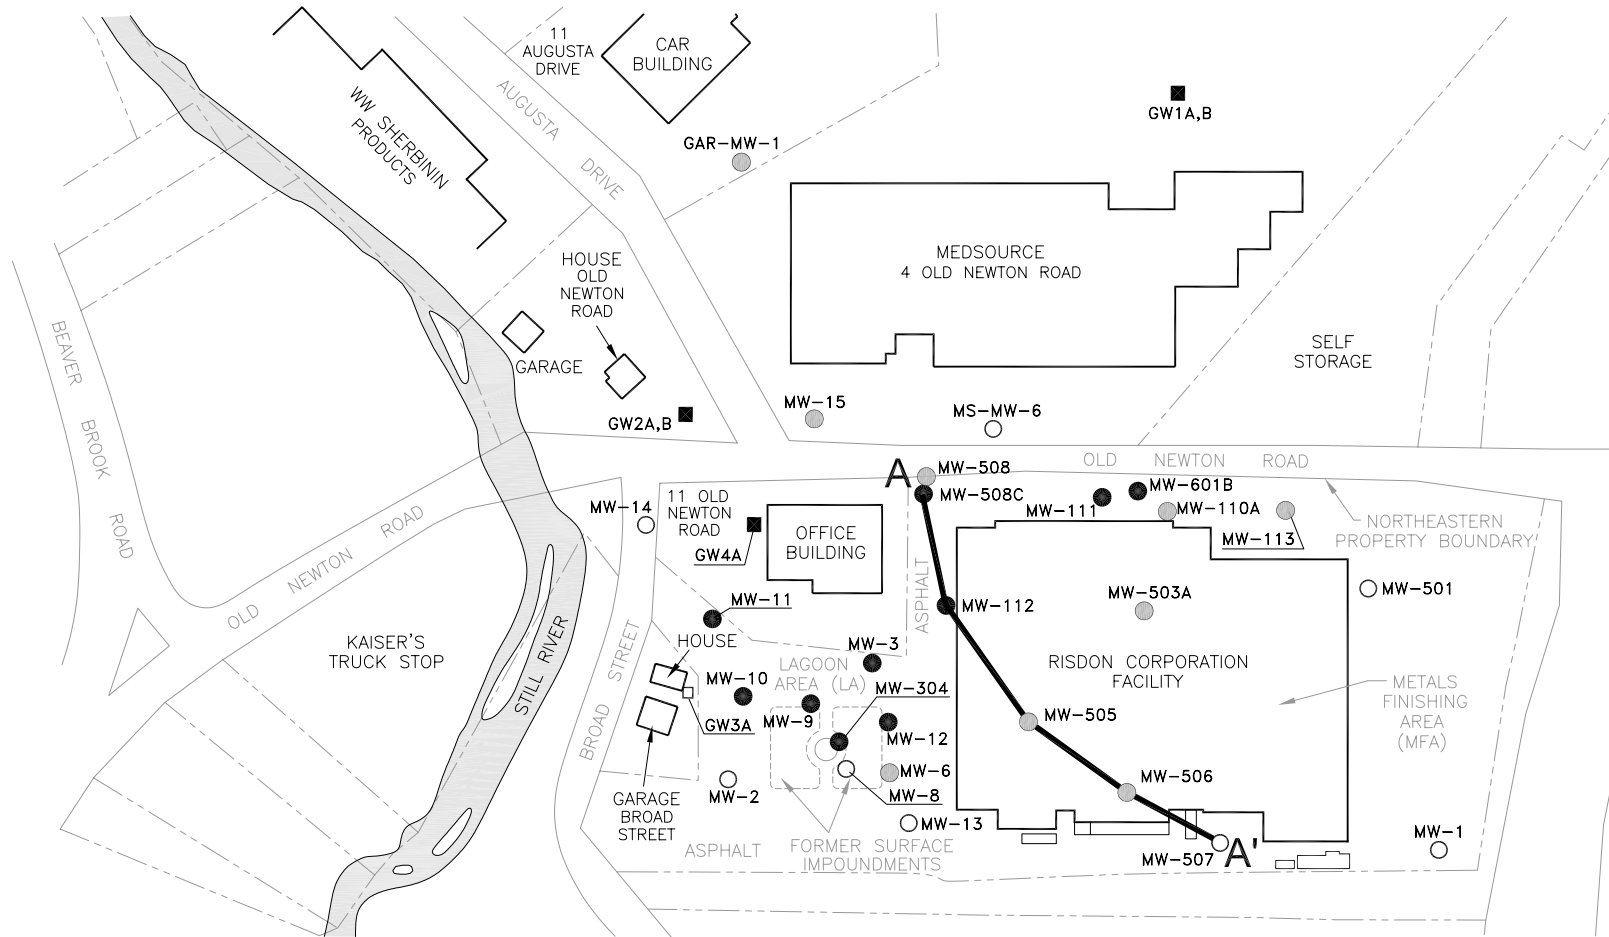 11
AUGUSTA
DRIVE
CAR
BUILDING
AUGUSTA DRIVE
WW SHERBININ
PRODUCTS
GW1A,B
GAR-MW-1
MEDSOURCE
4 OLD NEWTON ROAD
HOUSE
OLD
NEWTON
ROAD
GARAGE
GW2A,B
SELF
STORAGE
MW-15
MS-MW-6
BEAVER BROOK ROAD
OLD NEWTON ROAD
A
MW-508
MW-508C
MW-111
MW-601B
MW-110A
MW-113
NORTHEASTERN
PROPERTY BOUNDARY
MW-14
11 OLD
NEWTON
ROAD
GW4A
OFFICE
BUILDING
ASPHALT
OLD NEWTON ROAD
MW-501
MW-503A
MW-112
MW-11
HOUSE
KAISER'S
TRUCK STOP
STILL RIVER
BROAD STREET
MW-3
LAGOON
AREA (LA)
RISDON CORPORATION
FACILITY
MW-10
MW-304
MW-9
GW3A
MW-12
MW-505
METALS
FINISHING
AREA
(MFA)
MW-6
MW-506
MW-2
MW-8
GARAGE
BROAD
STREET
MW-13
MW-1
ASPHALT
FORMER SURFACE
IMPOUNDMENTS
MW-507
A'